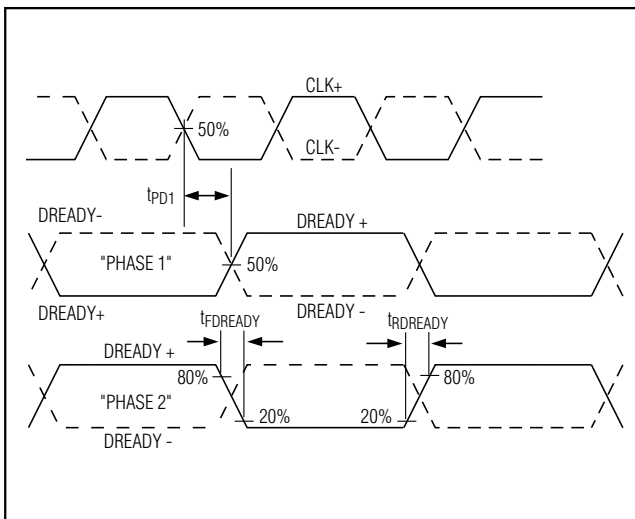 CLK+
50%
CLK-
tPD1
DREADY-
DREADY +
"PHASE 1"
50%
DREADY+
DREADY -
tFDREADY
tRDREADY
DREADY +
80%
80%
"PHASE 2"
20%
20%
DREADY -